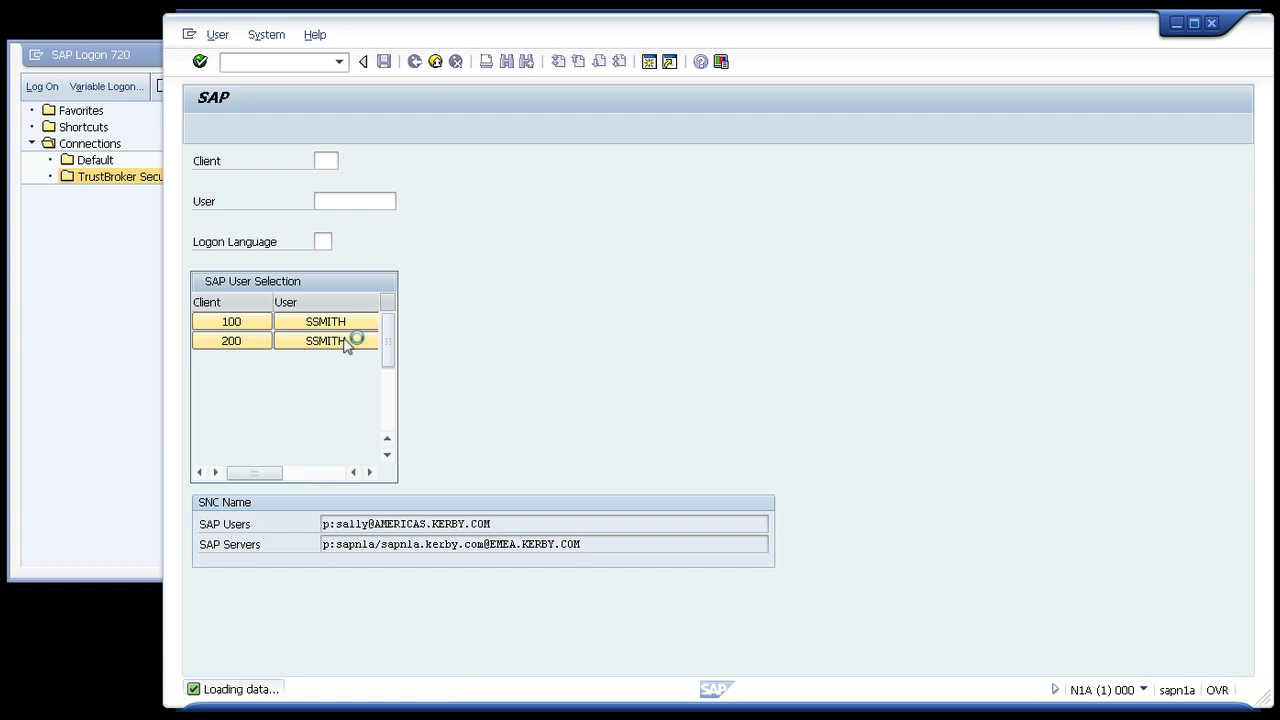 SAP Logon 720
Log On Variable Logon...
Favorites
Shortcuts
Connections
Default
TrustBroker Secu
User System Help
SAP
Client
User
Logon Language
SAP User Selection
Client User
100 SSMITH
200 SSMITH
SNC Name
SAP Users p:sally@AMERICAS.KERBY.COM
SAP Servers p:sapn1a/sapn1a.kerby.com@EMEA.KERBY.COM
Loading data...
SAP
N1A (1) 000 sapn1a OVR